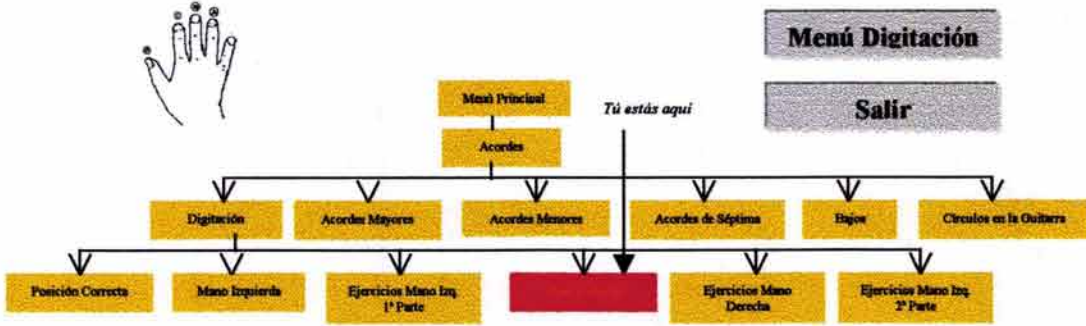 Menú Digitación
Salir
Menú Principal
Tú estás aquí
Acordes
Digitación
Acordes Mayores
Acordes Menores
Acordes de Séptima
Bajos
Círculos en la Guitarra
Posición Correcta
Mano Izquierda
Ejercicios Mano Izq.
1ª Parte
Ejercicios Mano
Derecha
Ejercicios Mano Izq.
2ª Parte